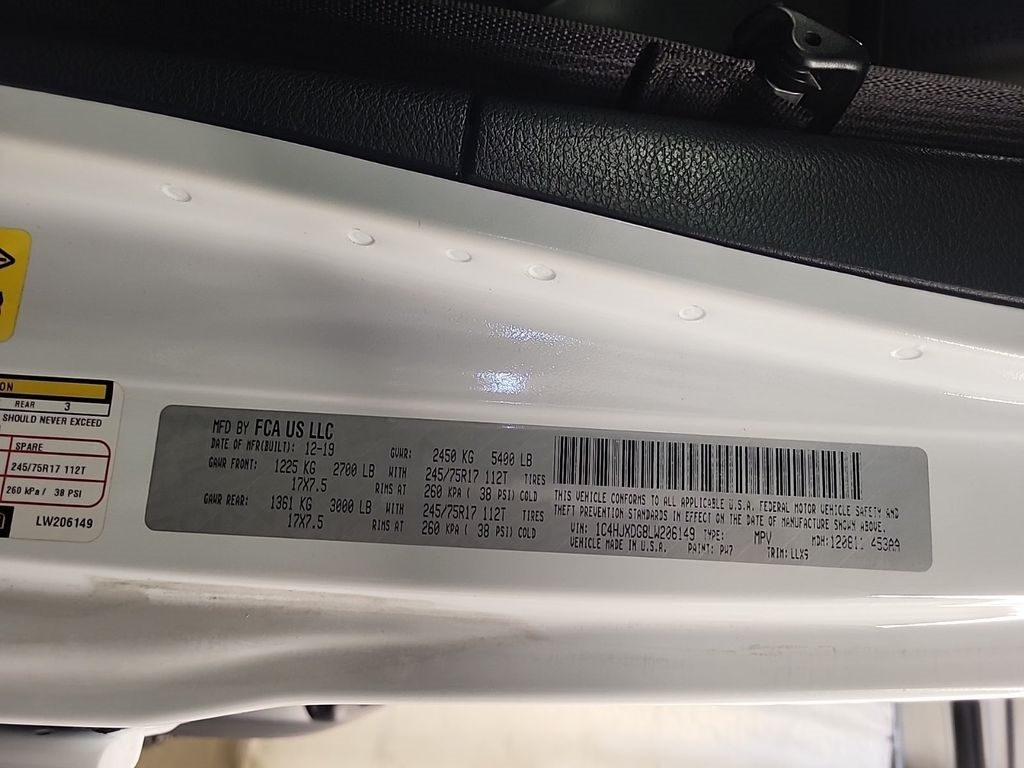 ON
REAR 3
SHOULD NEVER EXCEED
SPARE
245/75R17 112T
260 kPa / 38 PSI
LW206149
MFD BY FCA US LLC
DATE OF MFR(BUILT): 12-19 GVWR: 2450 KG 5400 LB
GAWR FRONT: 1225 KG 2700 LB WITH 245/75R17 112T TIRES
17X7.5 RIMS AT 260 KPA ( 38 PSI) COLD
GAWR REAR: 1361 KG 3000 LB WITH 245/75R17 112T TIRES
17X7.5 RIMS AT 260 KPA ( 38 PSI) COLD
THIS VEHICLE CONFORMS TO ALL APPLICABLE U.S.A. FEDERAL MOTOR VEHICLE SAFETY AND
THEFT PREVENTION STANDARDS IN EFFECT ON THE DATE OF MANUFACTURE SHOWN ABOVE.
VIN: 1C4HJXDG8LW206149 TYPE: MPV MDH: 120811 453AA
VEHICLE MADE IN U.S.A. PAINT: PW7 TRIM: LLX9